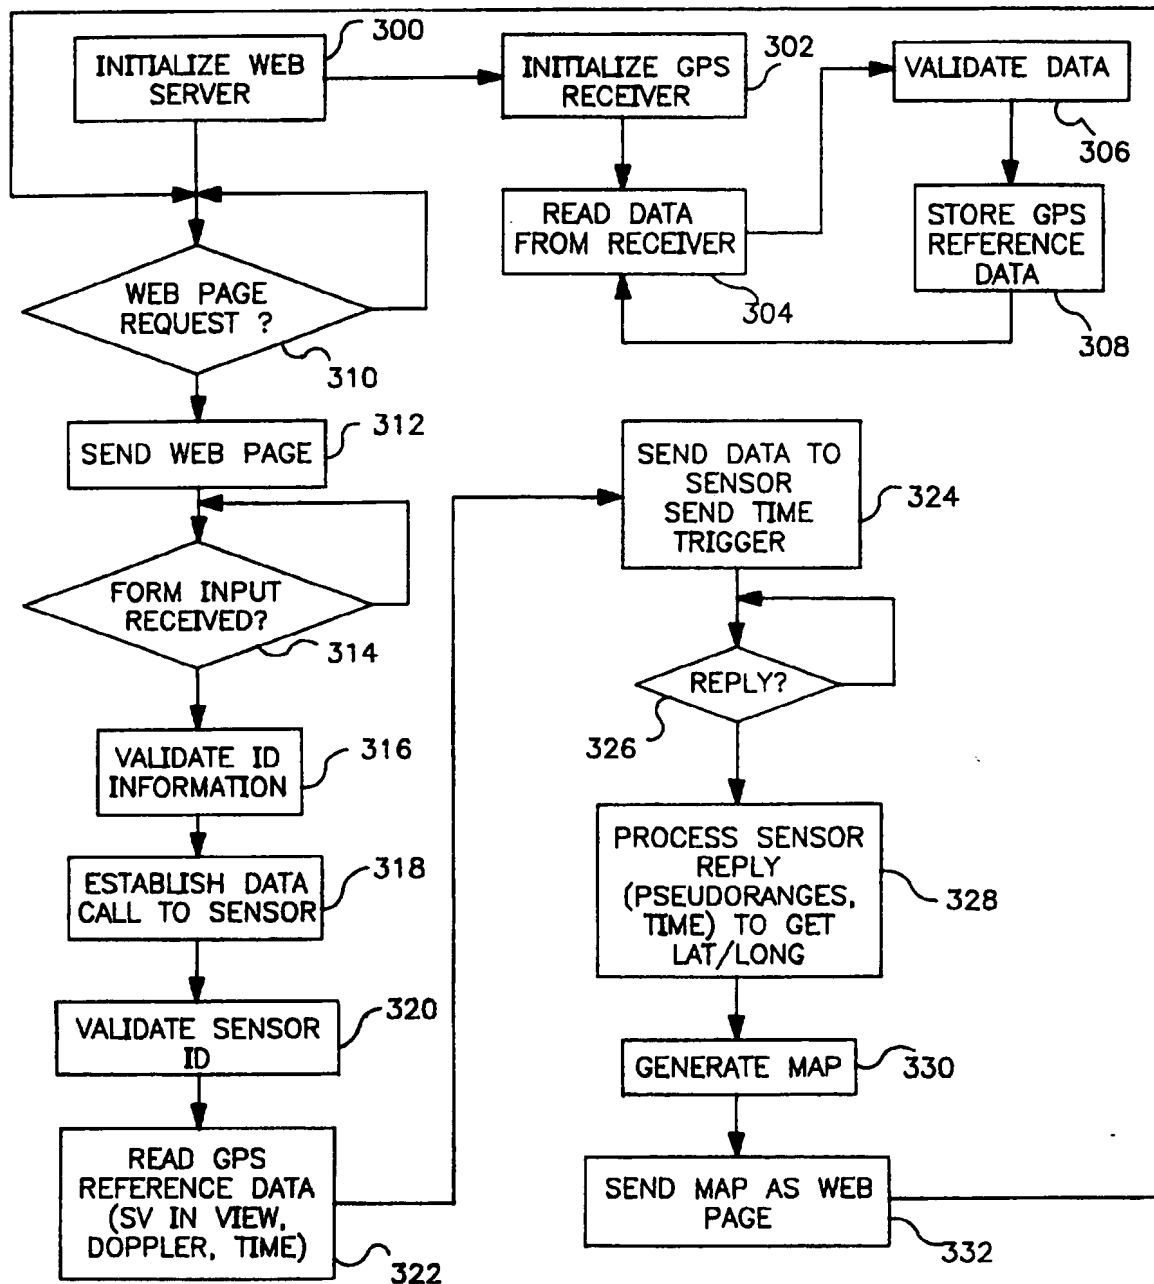 300
INITIALIZE WEB
SERVER
302
INITIALIZE GPS
RECEIVER
VALIDATE DATA
306
READ DATA
FROM RECEIVER
304
STORE GPS
REFERENCE
DATA
308
WEB PAGE
REQUEST ?
310
312
SEND WEB PAGE
FORM INPUT
RECEIVED?
314
316
VALIDATE ID
INFORMATION
318
ESTABLISH DATA
CALL TO SENSOR
320
VALIDATE SENSOR
ID
READ GPS
REFERENCE DATA
(SV IN VIEW,
DOPPLER, TIME)
322
SEND DATA TO
SENSOR
SEND TIME
TRIGGER
324
REPLY?
326
PROCESS SENSOR
REPLY
(PSEUDORANGES,
TIME) TO GET
LAT/LONG
328
GENERATE MAP
330
SEND MAP AS WEB
PAGE
332